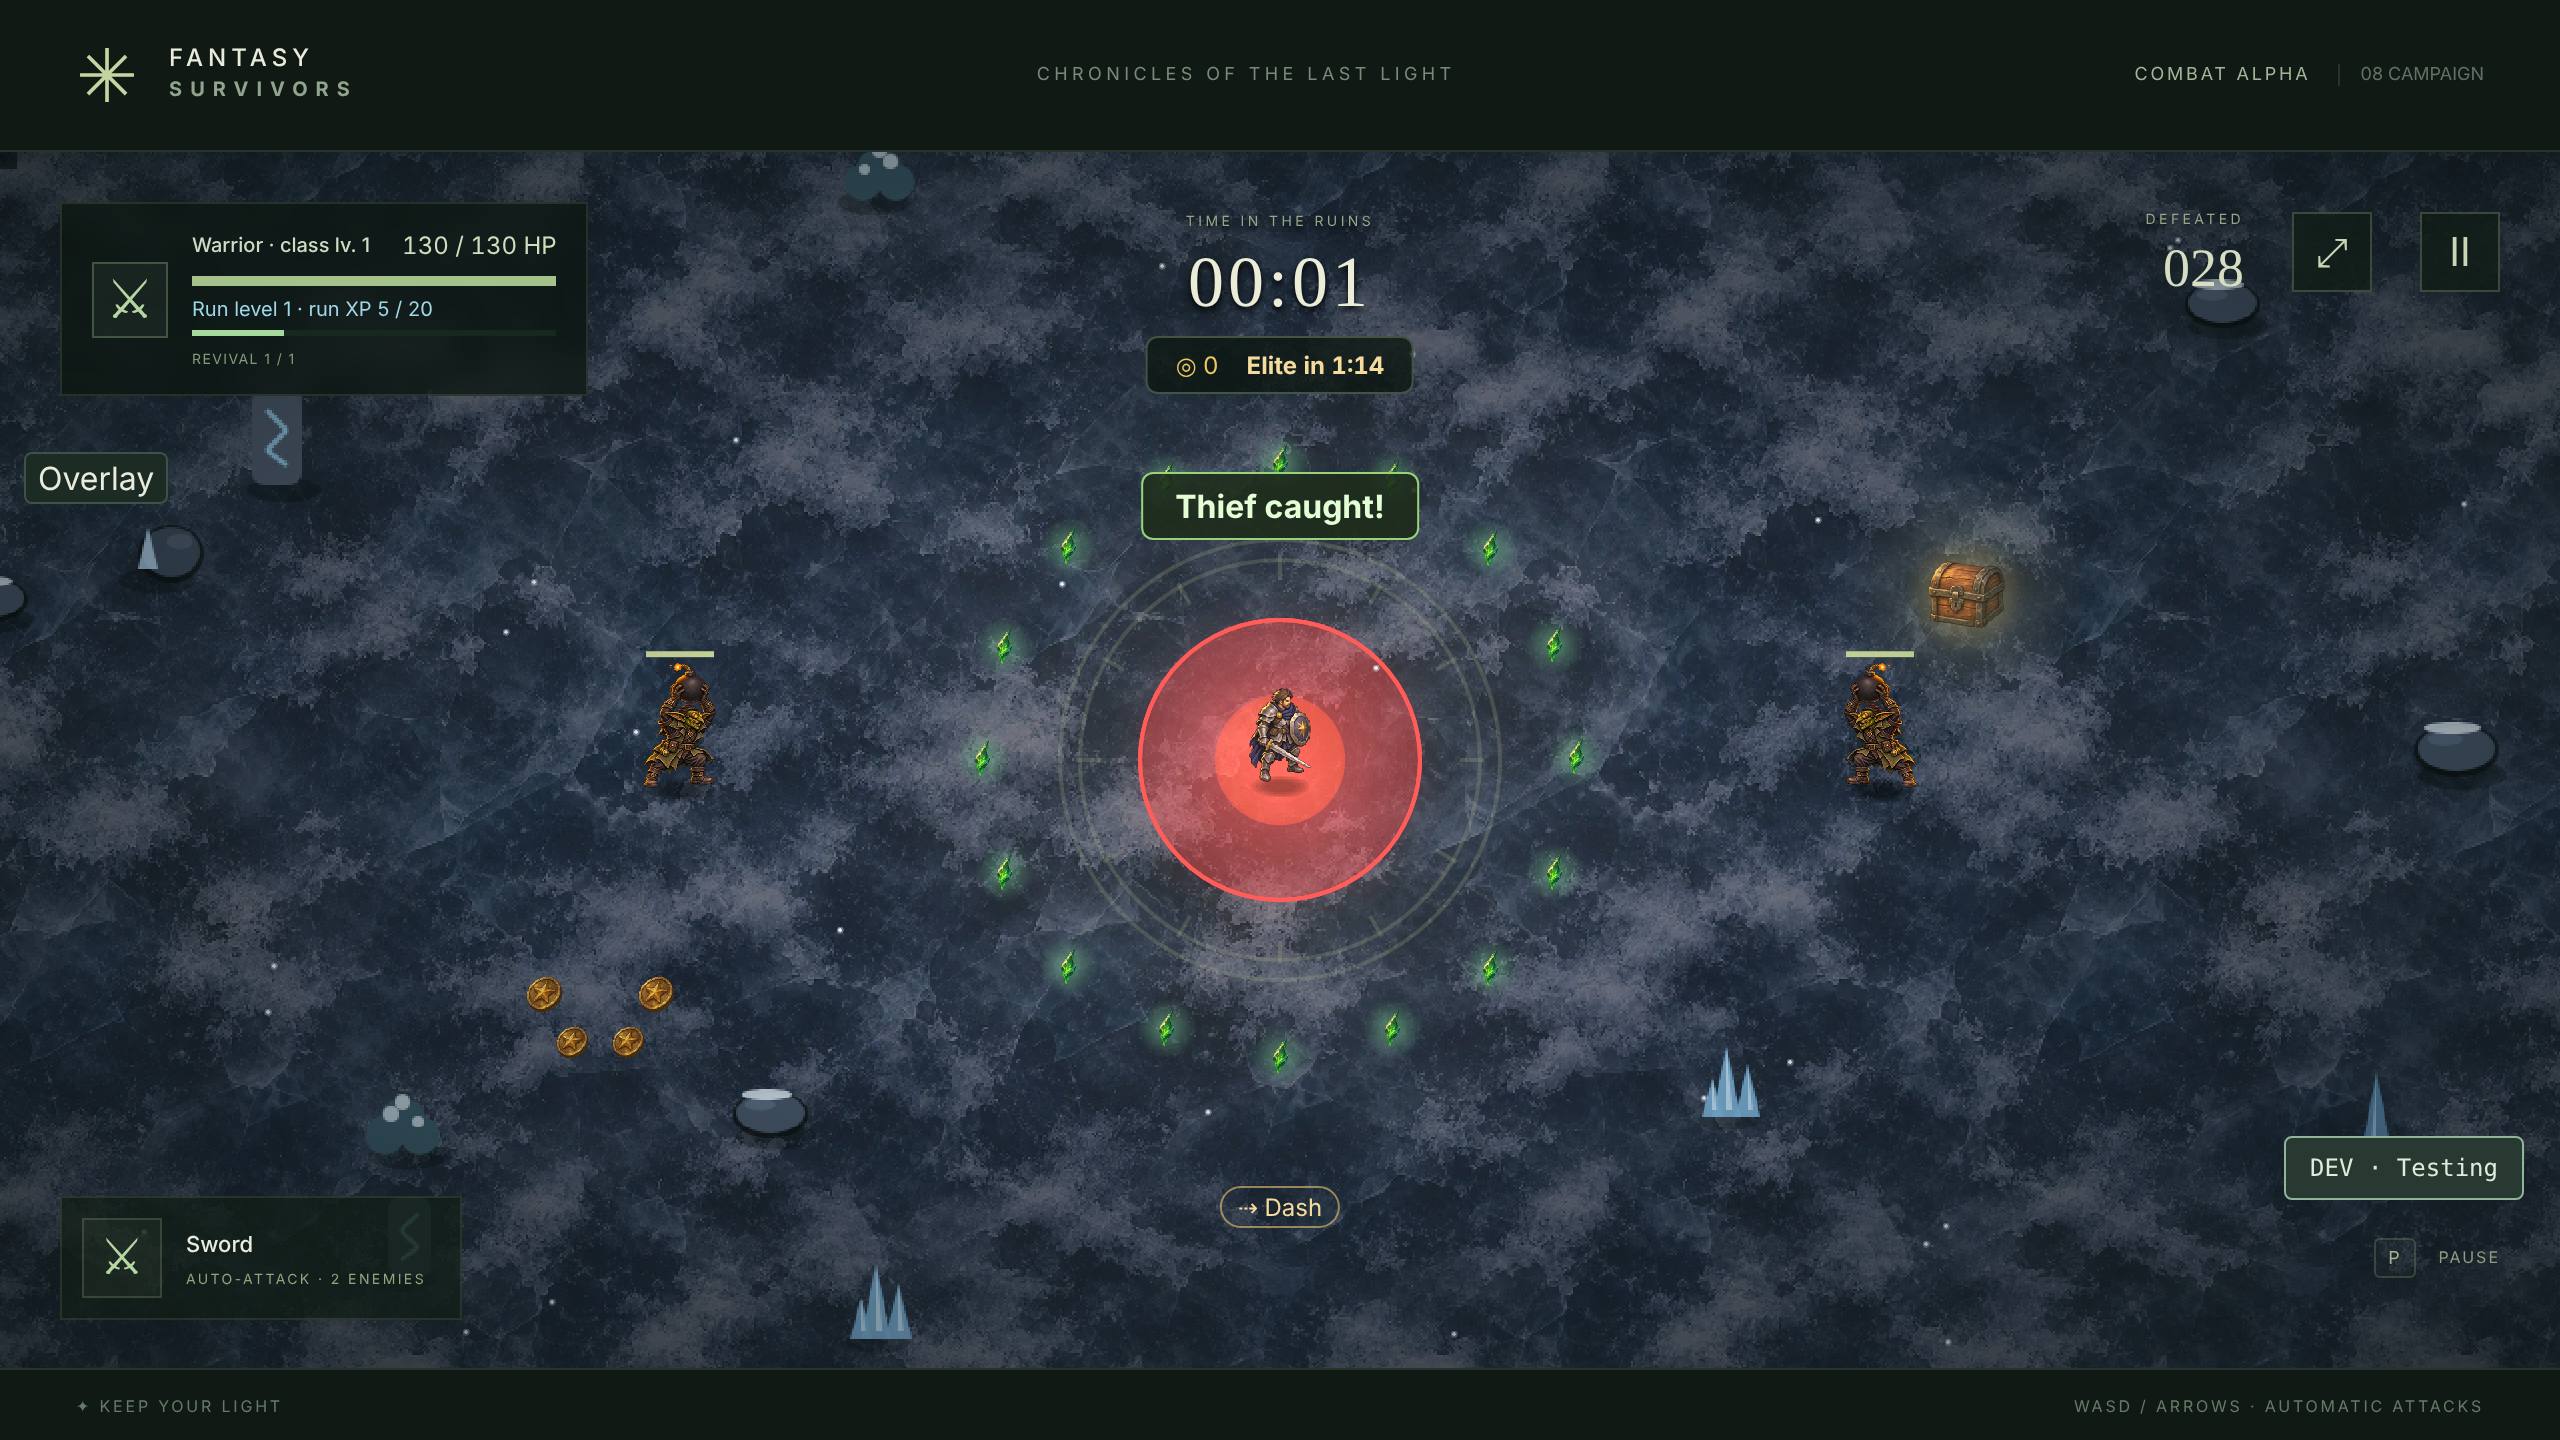 FANTASY
SURVIVORS
CHRONICLES OF THE LAST LIGHT
COMBAT ALPHA
08 CAMPAIGN
Warrior · class lv. 1
130 / 130 HP
Run level 1 · run XP 5 / 20
REVIVAL 1 / 1
TIME IN THE RUINS
00:01
◎ 0 Elite in 1:14
DEFEATED
028
Overlay
Thief caught!
⇢ Dash
DEV · Testing
P PAUSE
Sword
AUTO-ATTACK · 2 ENEMIES
✦ KEEP YOUR LIGHT
WASD / ARROWS · AUTOMATIC ATTACKS